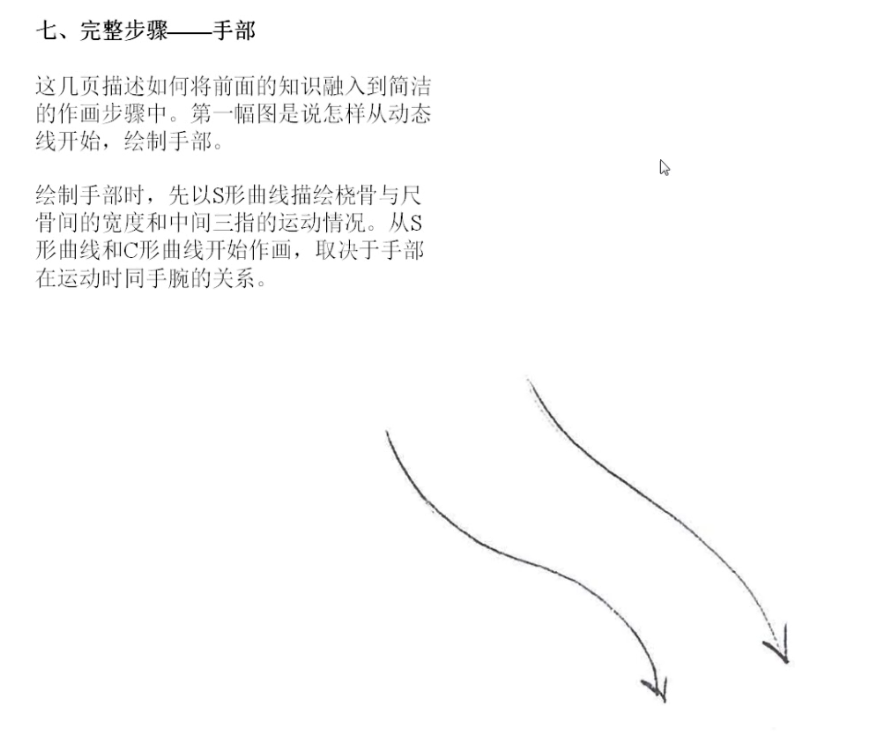 七、完整步骤——手部
这几页描述如何将前面的知识融入到简洁
的作画步骤中。第一幅图是说怎样从动态
线开始，绘制手部。
绘制手部时，先以S形曲线描绘桡骨与尺
骨间的宽度和中间三指的运动情况。从S
形曲线和C形曲线开始作画，取决于手部
在运动时同手腕的关系。